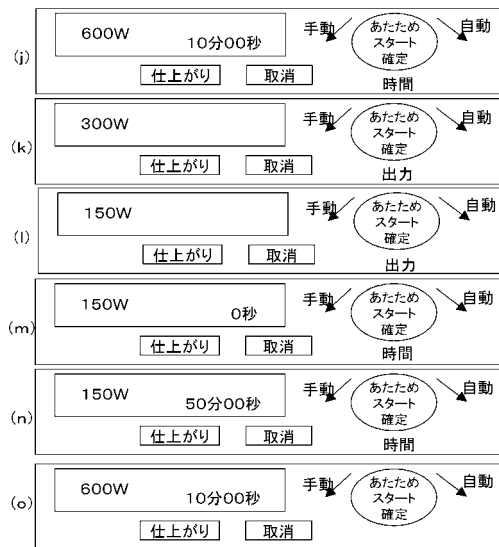 (j)
600W
10分00秒
仕上がり
取消
手動
あたため
スタート
確定
自動
時間
(k)
300W
仕上がり
取消
手動
あたため
スタート
確定
自動
出力
(l)
150W
仕上がり
取消
手動
あたため
スタート
確定
自動
出力
(m)
150W
0秒
仕上がり
取消
手動
あたため
スタート
確定
自動
時間
(n)
150W
50分00秒
仕上がり
取消
手動
あたため
スタート
確定
自動
時間
(o)
600W
10分00秒
仕上がり
取消
手動
あたため
スタート
確定
自動